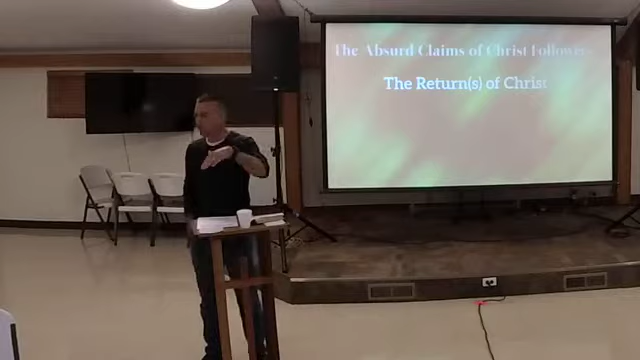 The Absurd Claims of Christ Followers
The Return(s) of Christ